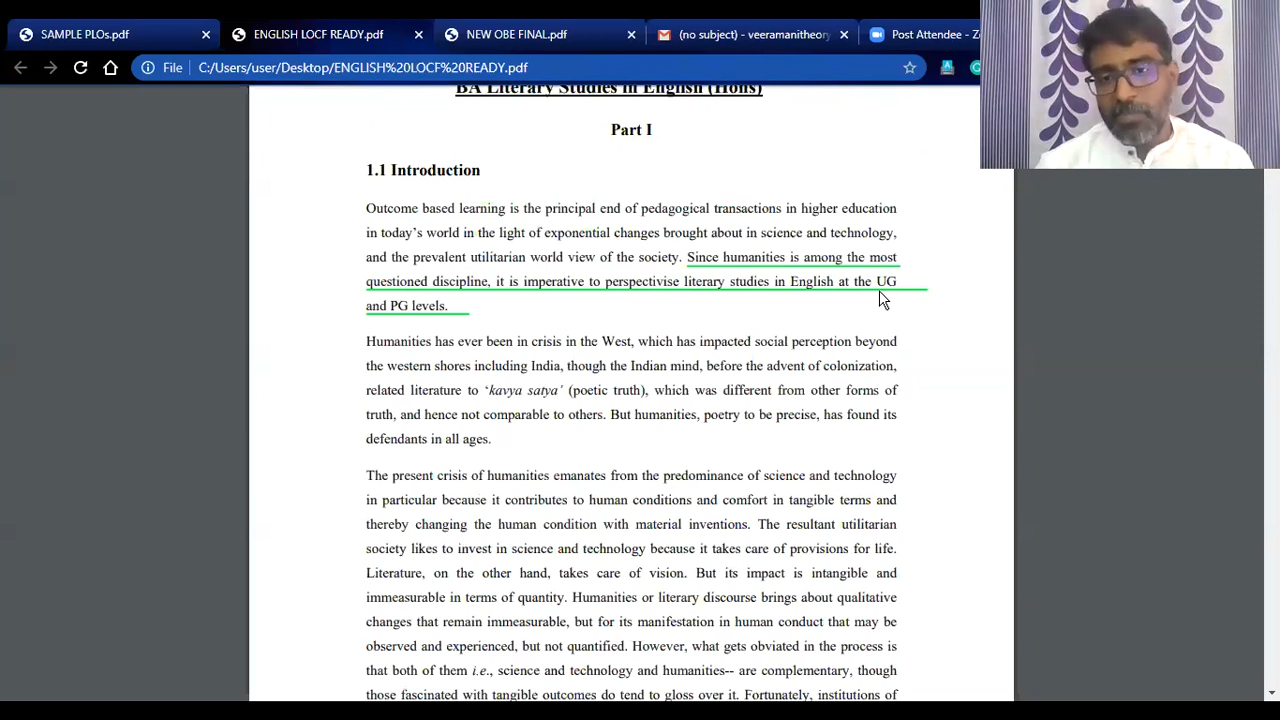 SAMPLE PLOs.pdf
ENGLISH LOCF READY.pdf
NEW OBE FINAL.pdf
(no subject) - veeramanitheory
Post Attendee - Z
File C:/Users/user/Desktop/ENGLISH%20LOCF%20READY.pdf
BA Literary Studies in English (Hons)
Part I
1.1 Introduction
Outcome based learning is the principal end of pedagogical transactions in higher education
in today’s world in the light of exponential changes brought about in science and technology,
and the prevalent utilitarian world view of the society. Since humanities is among the most
questioned discipline, it is imperative to perspectivise literary studies in English at the UG
and PG levels.
Humanities has ever been in crisis in the West, which has impacted social perception beyond
the western shores including India, though the Indian mind, before the advent of colonization,
related literature to ‘kavya satya’ (poetic truth), which was different from other forms of
truth, and hence not comparable to others. But humanities, poetry to be precise, has found its
defendants in all ages.
The present crisis of humanities emanates from the predominance of science and technology
in particular because it contributes to human conditions and comfort in tangible terms and
thereby changing the human condition with material inventions. The resultant utilitarian
society likes to invest in science and technology because it takes care of provisions for life.
Literature, on the other hand, takes care of vision. But its impact is intangible and
immeasurable in terms of quantity. Humanities or literary discourse brings about qualitative
changes that remain immeasurable, but for its manifestation in human conduct that may be
observed and experienced, but not quantified. However, what gets obviated in the process is
that both of them i.e., science and technology and humanities-- are complementary, though
those fascinated with tangible outcomes do tend to gloss over it. Fortunately, institutions of